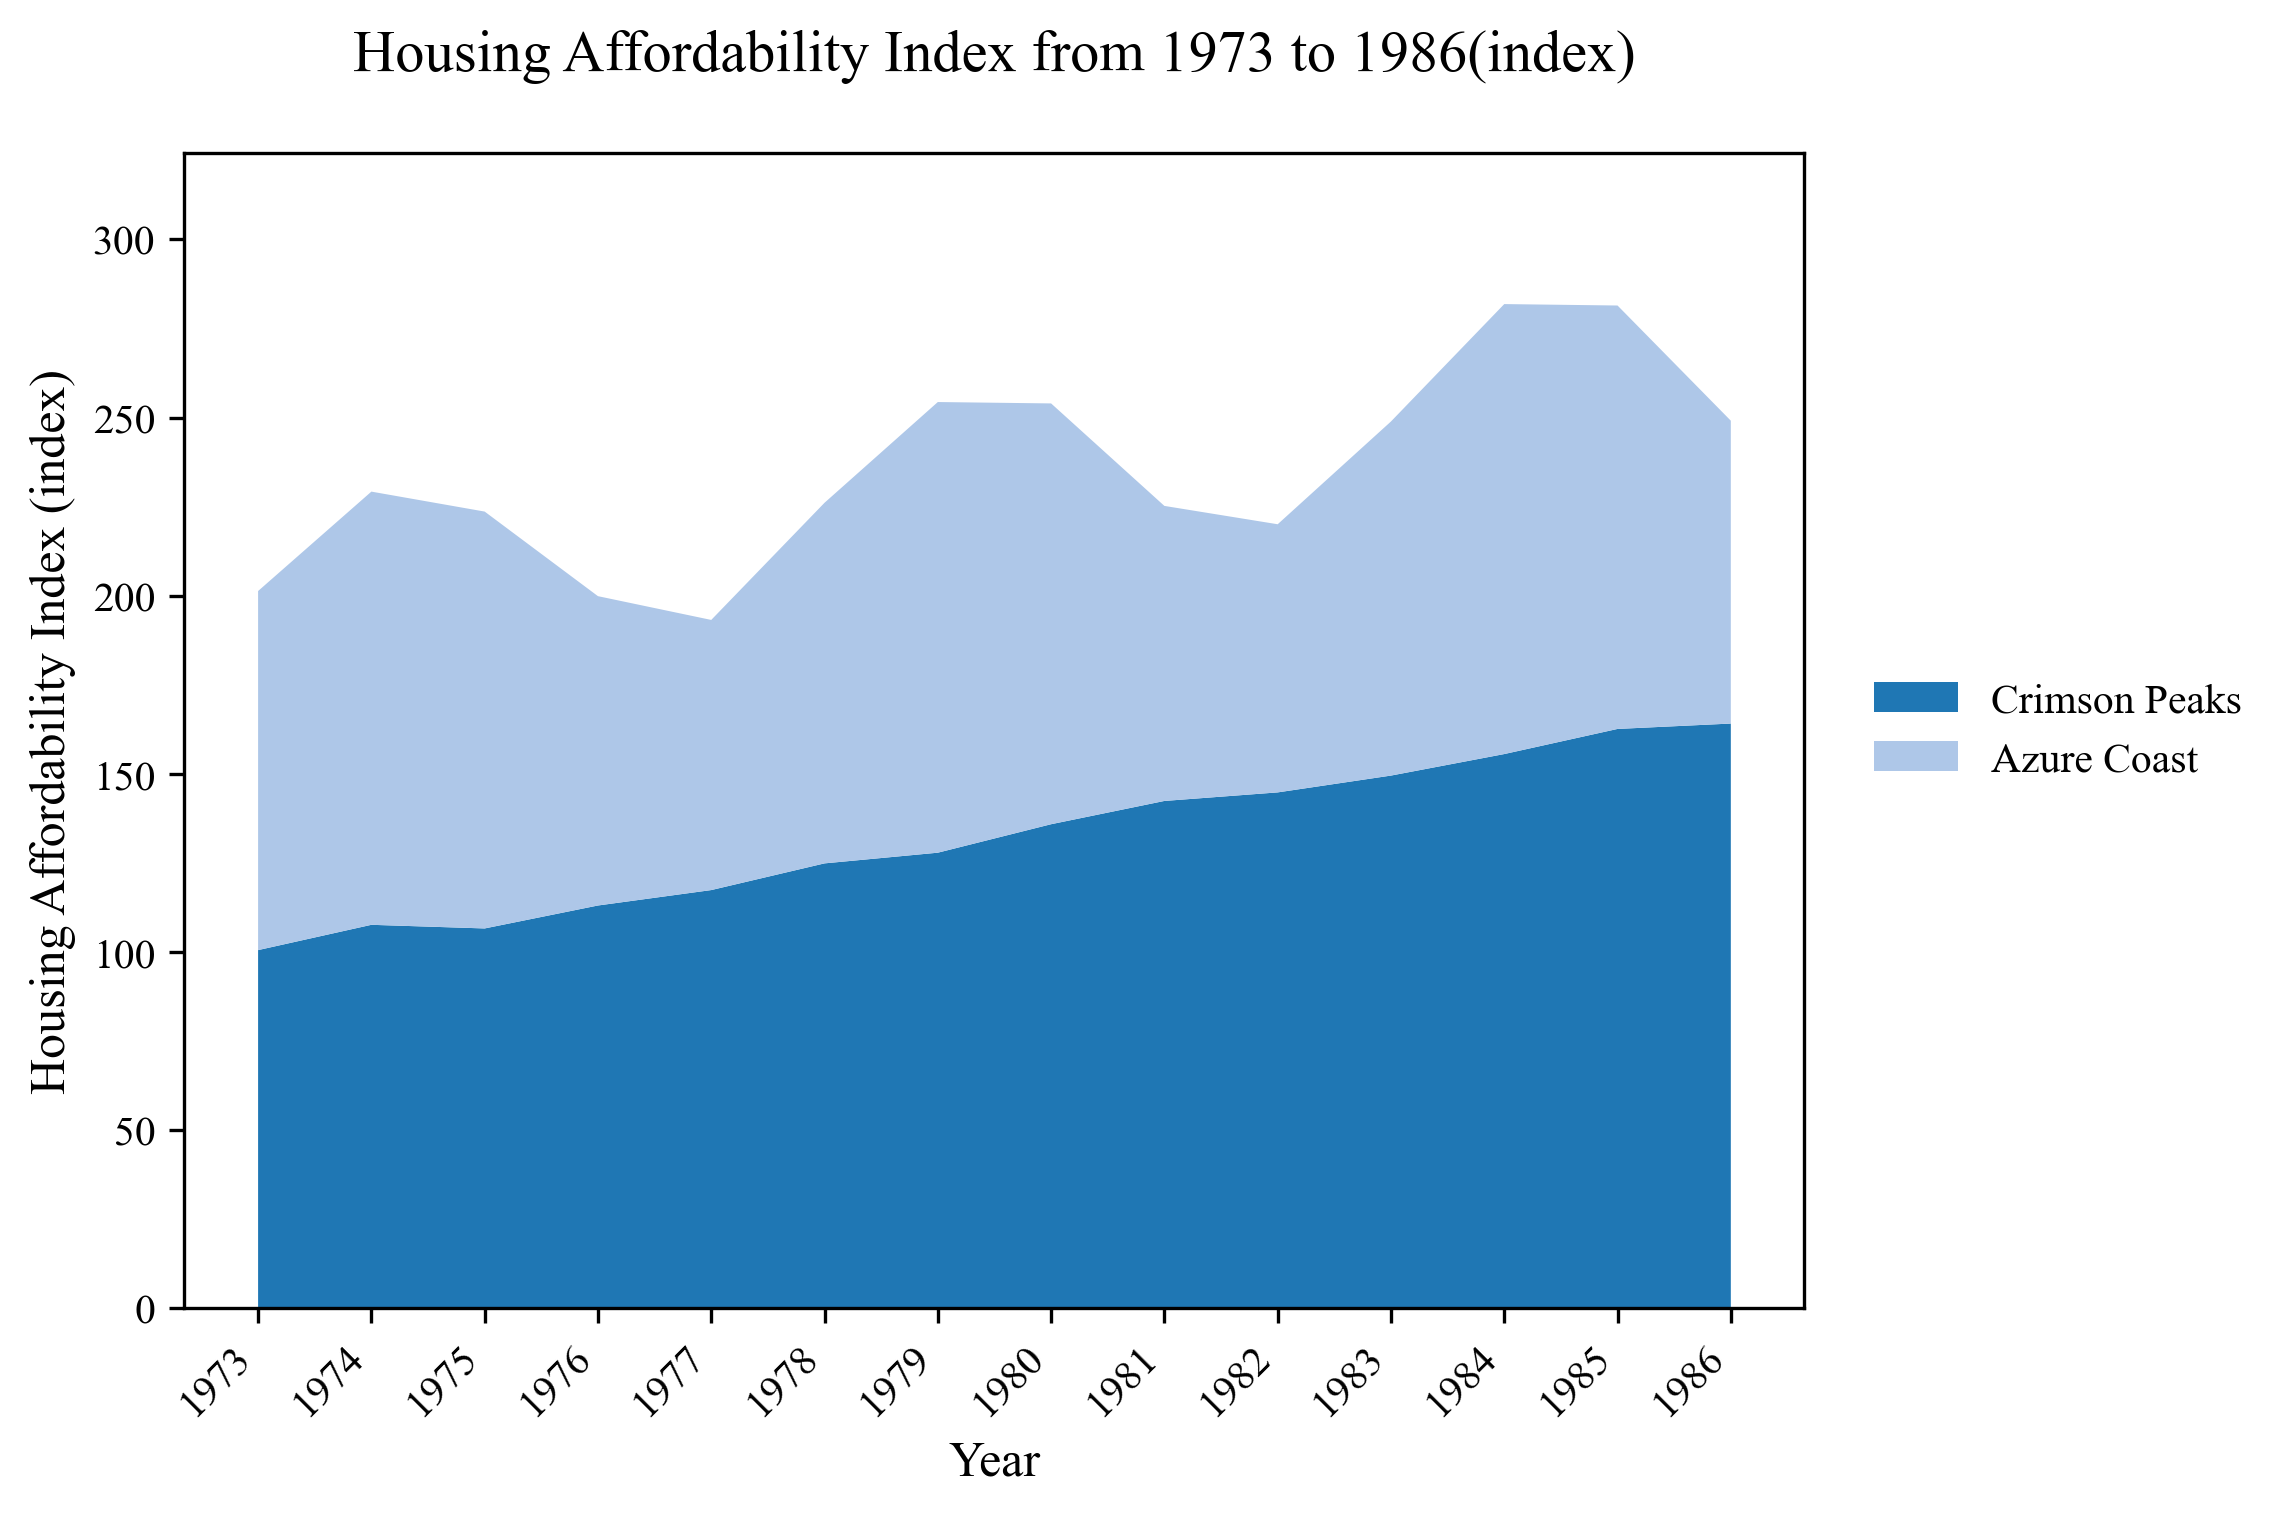 Housing Affordability Index from 1973 to 1986(index)
Housing Affordability Index (index)
300
250
200
150
100
50
0
1973 1974 1975 1976 1977 1978 1979 1980 1981 1982 1983 1984 1985 1986
Year
Crimson Peaks
Azure Coast